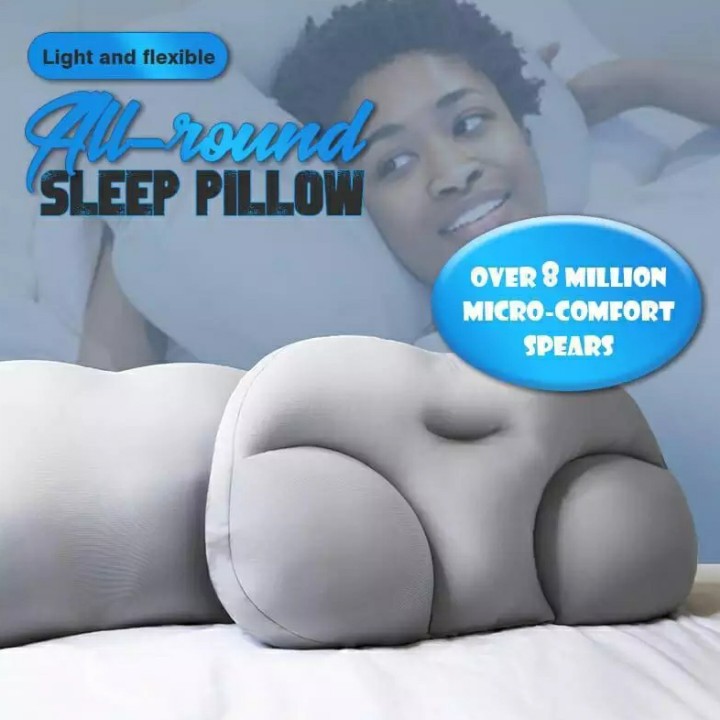 Light and flexible
All-round
SLEEP PILLOW
OVER 8 MILLION
MICRO-COMFORT
SPEARS